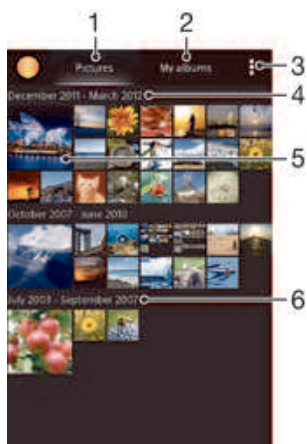 1
2
Pictures
My albums
3
December 2011 - March 2012
4
5
October 2007 - June 2010
July 2003 - September 2007
6